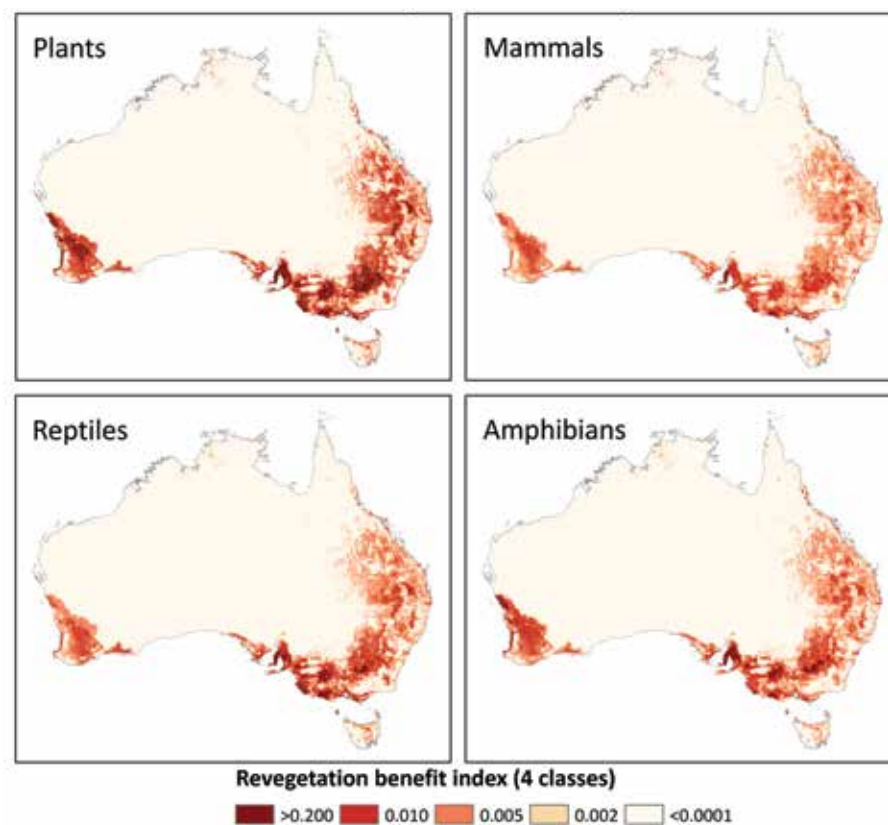 Plants
Mammals
Reptiles
Amphibians
Revegetation benefit index (4 classes)
>0.200 0.010 0.005 0.002 <0.0001